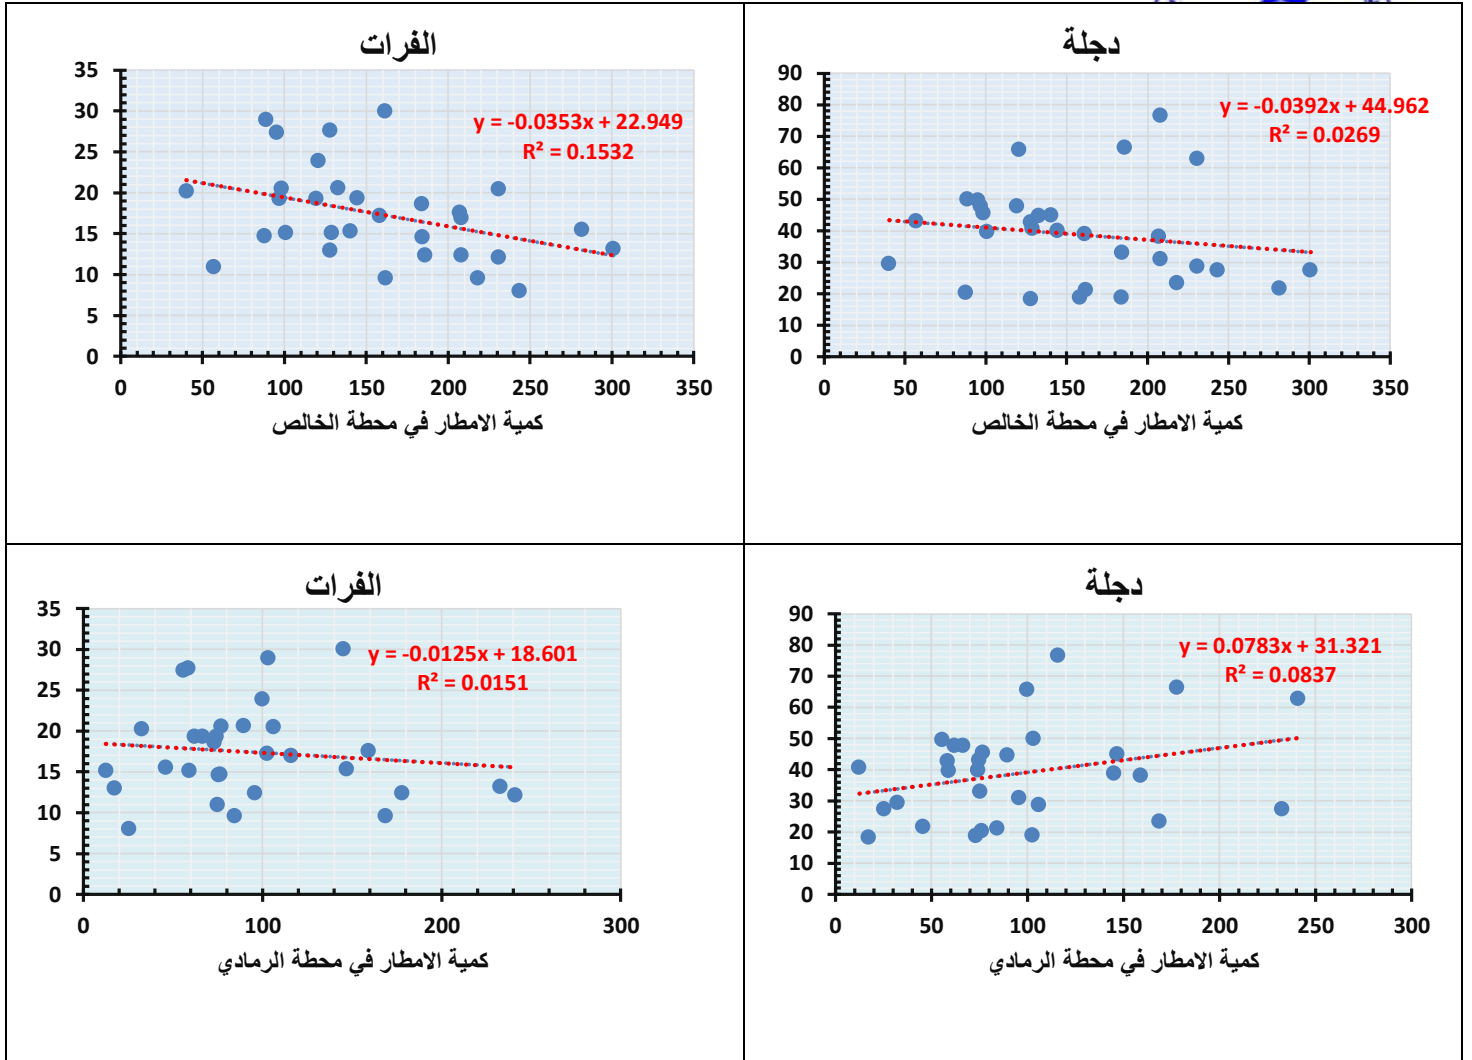 الفرات
35
30
25
20
15
10
5
0
y = -0.0353x + 22.949
R² = 0.1532
0 50 100 150 200 250 300 350
كمية الامطار في محطة الخالص
دجلة
90
80
70
60
50
40
30
20
10
0
y = -0.0392x + 44.962
R² = 0.0269
0 50 100 150 200 250 300 350
كمية الامطار في محطة الخالص
الفرات
35
30
25
20
15
10
5
0
y = -0.0125x + 18.601
R² = 0.0151
0 100 200 300
كمية الامطار في محطة الرمادي
دجلة
90
80
70
60
50
40
30
20
10
0
y = 0.0783x + 31.321
R² = 0.0837
0 50 100 150 200 250 300
كمية الامطار في محطة الرمادي